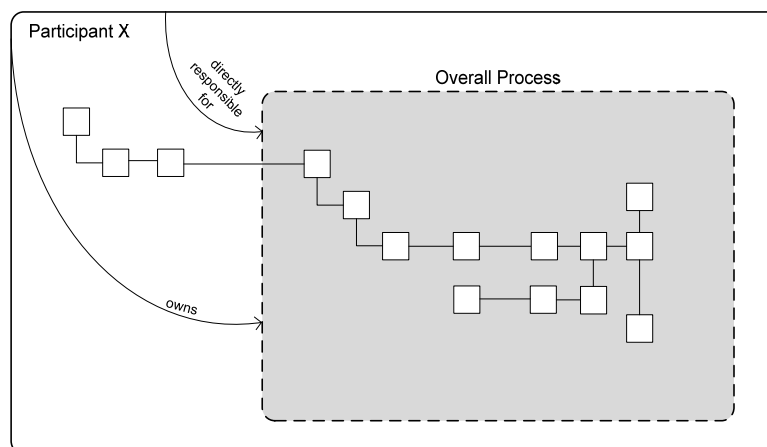 Participant X
directly
responsible
for
Overall Process
owns